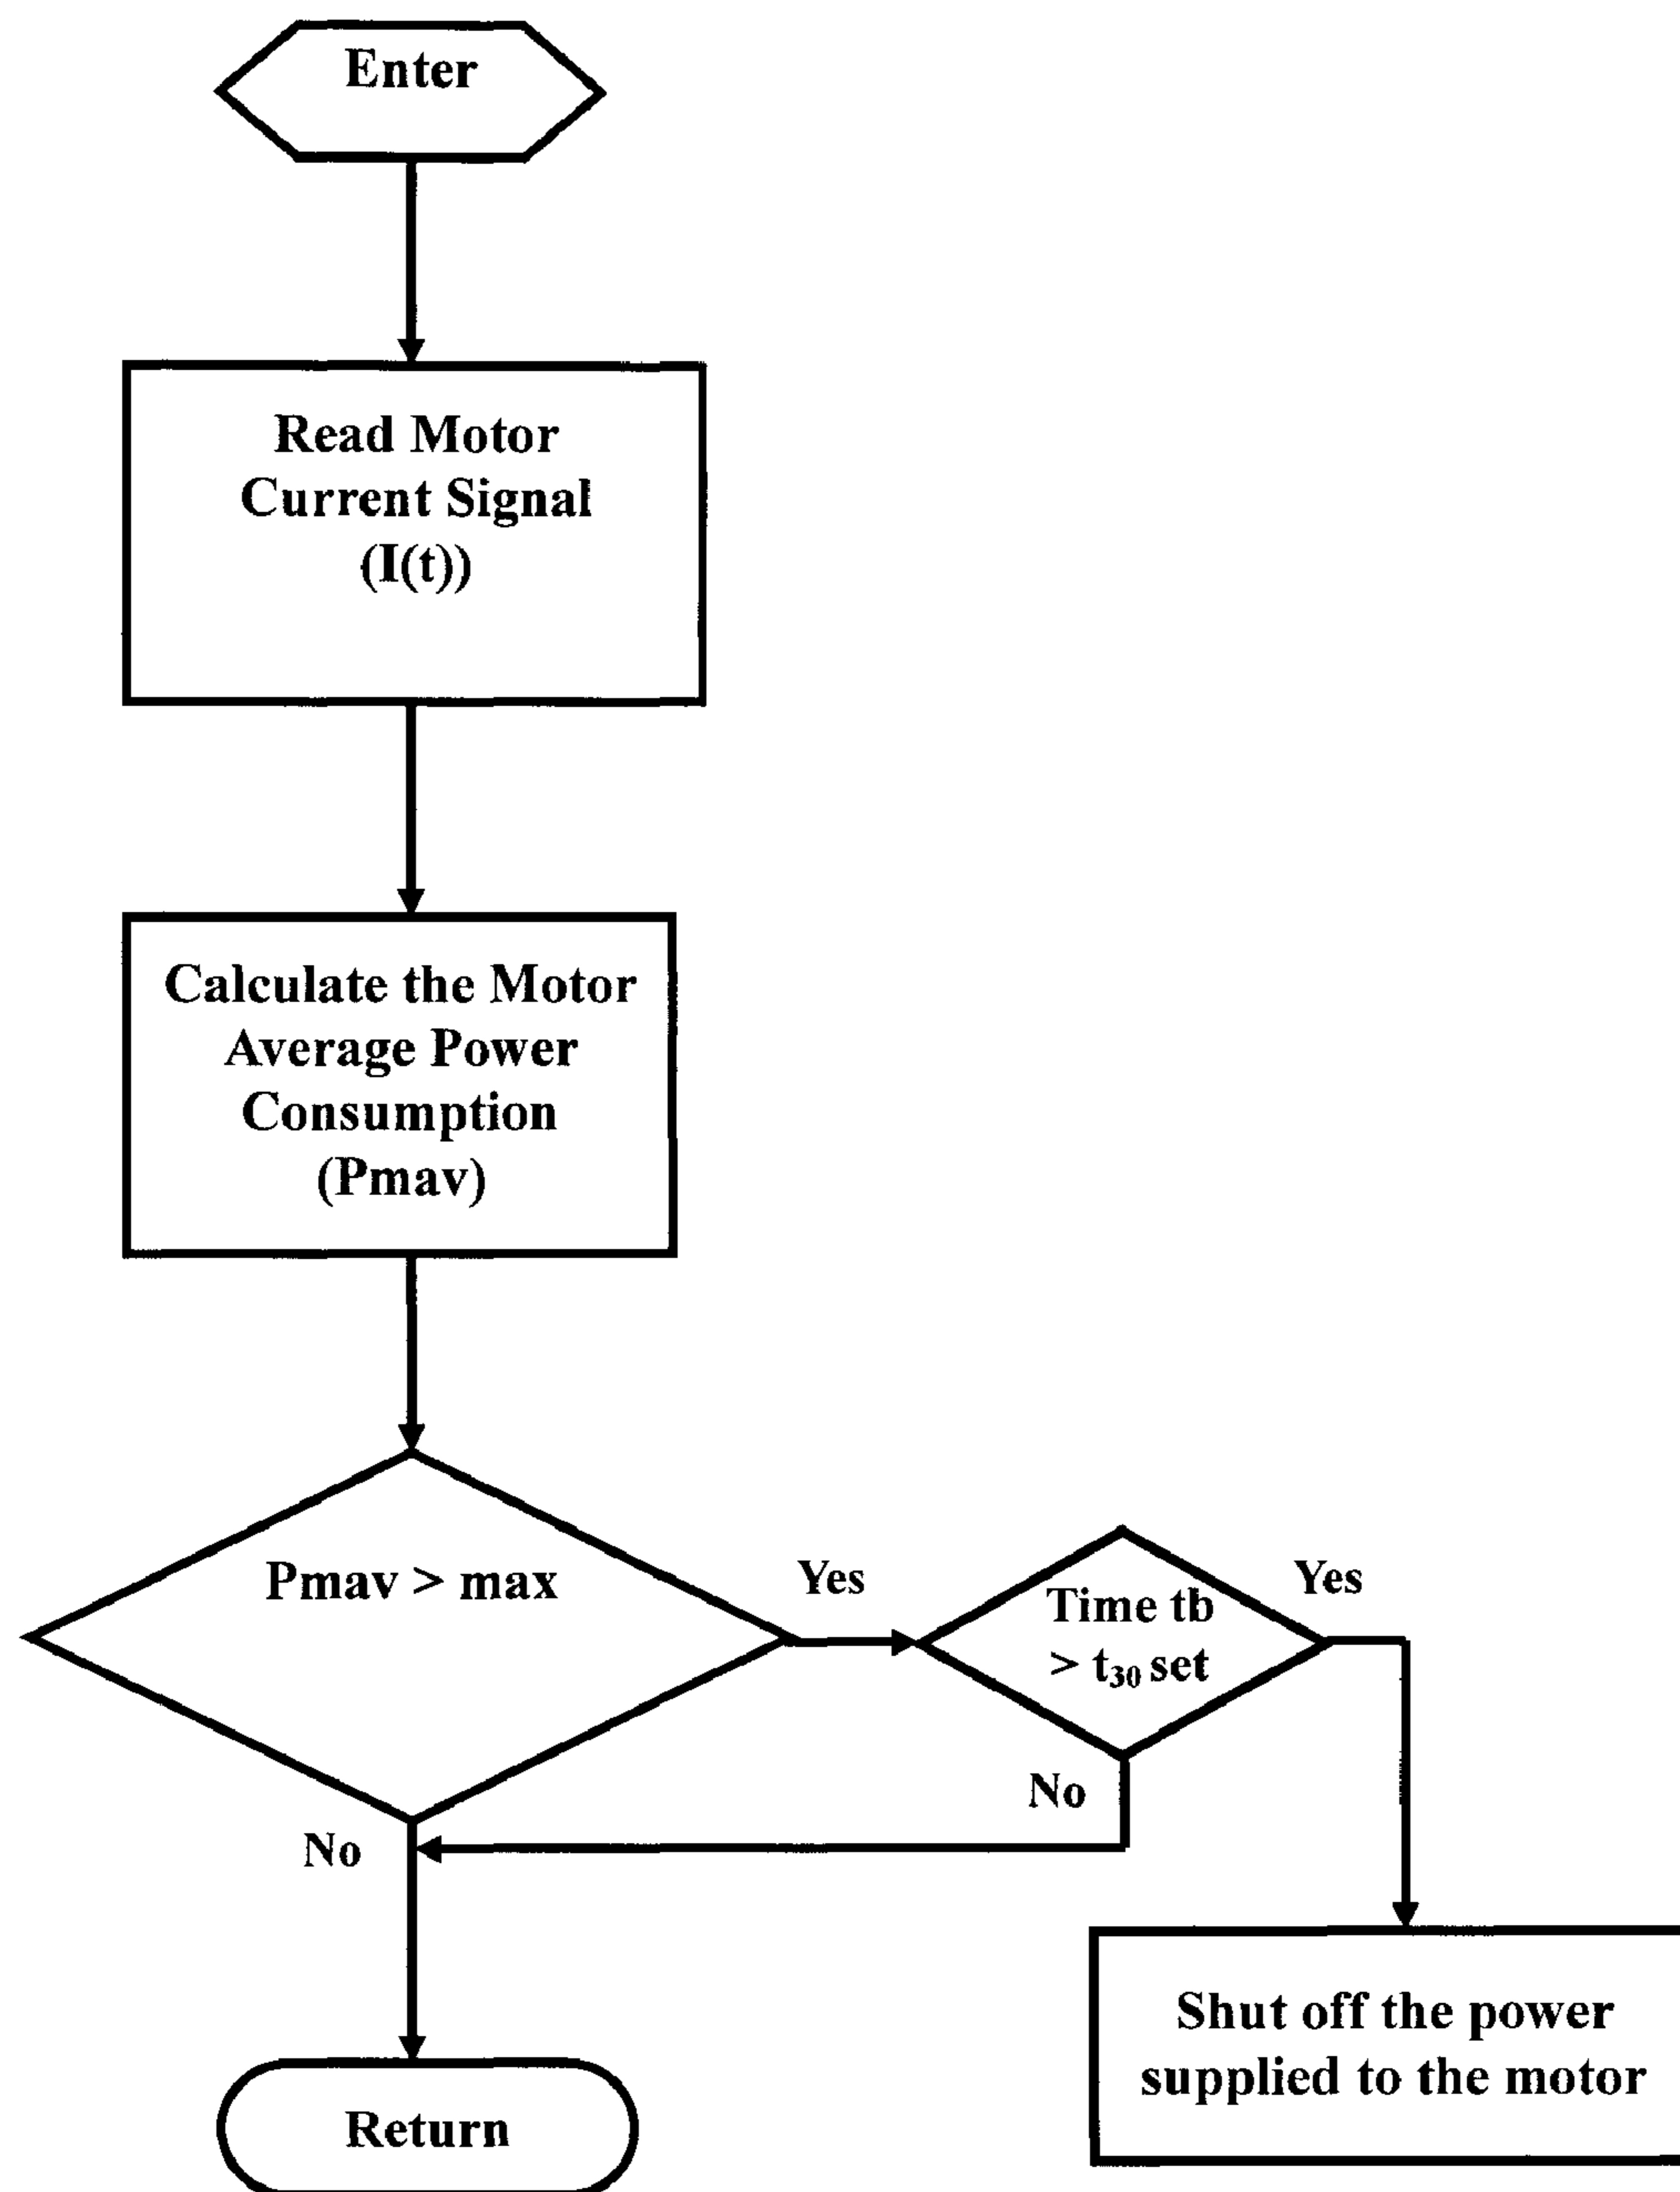 Enter
Read Motor
Current Signal
(I(t))
Calculate the Motor
Average Power
Consumption
(Pmav)
Pmav > max
Yes
Time tb
> t₃₀ set
Yes
No
No
Shut off the power
supplied to the motor
Return